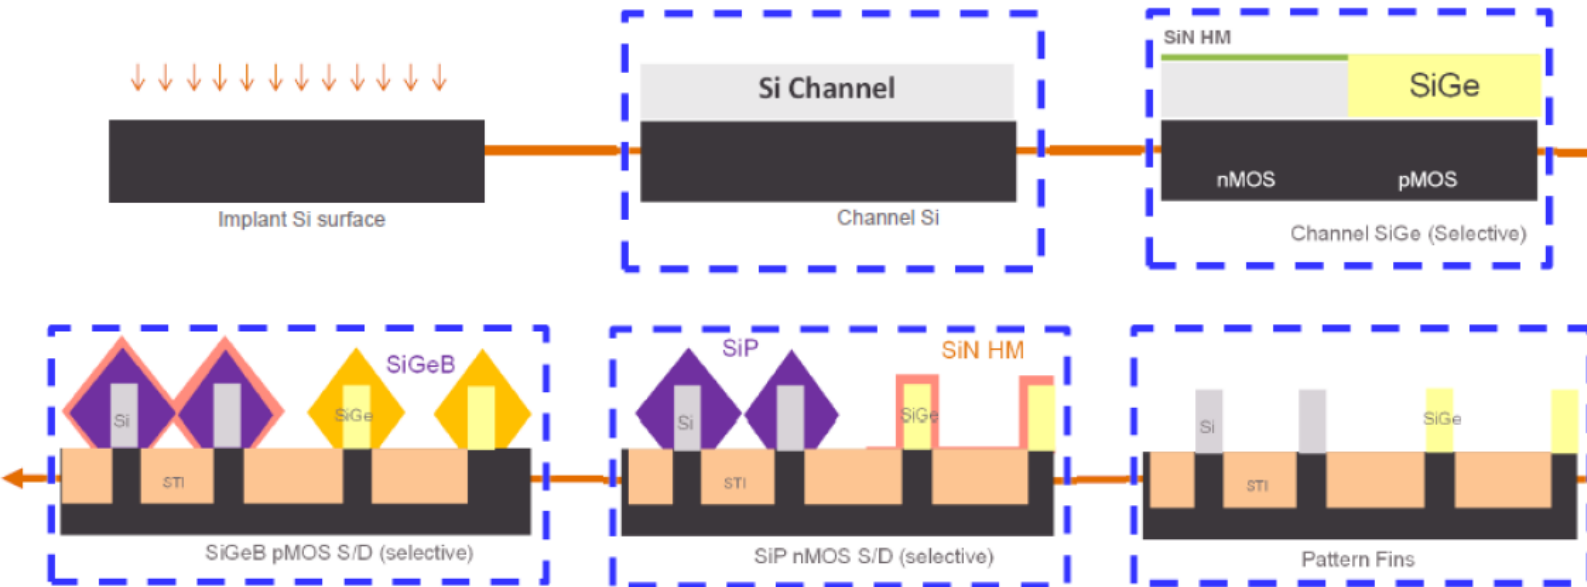 SiN HM
Si Channel
SiGe
nMOS
pMOS
Implant Si surface
Channel Si
Channel SiGe (Selective)
SiGeB
Si
SiGe
STI
SiGeB pMOS S/D (selective)
SiP
SiN HM
Si
SiGe
STI
SiP nMOS S/D (selective)
Si
SiGe
STI
Pattern Fins